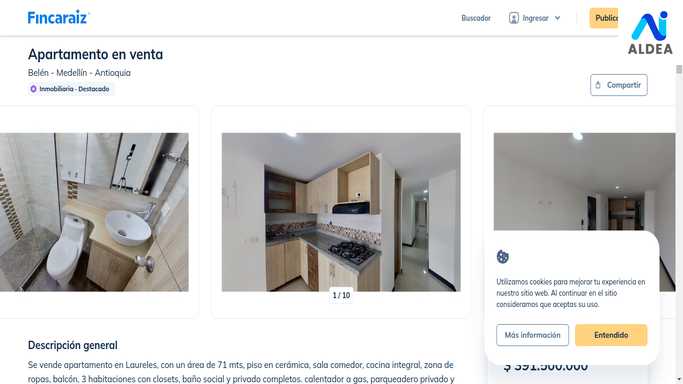 Fincaraiz
Buscador
Ingresar
Public
ALDEA
Apartamento en venta
Belén - Medellín - Antioquia
Inmobiliaria - Destacado
Compartir
1 / 10
Utilizamos cookies para mejorar tu experiencia en
nuestro sitio web. Al continuar en el sitio
consideramos que aceptas su uso.
Más información
Entendido
$ 391.500.000
Descripción general
Se vende apartamento en Laureles, con un área de 71 mts, piso en cerámica, sala comedor, cocina integral, zona de
ropas, balcón, 3 habitaciones con closets, baño social y privado completos, calentador a gas, parqueadero privado y